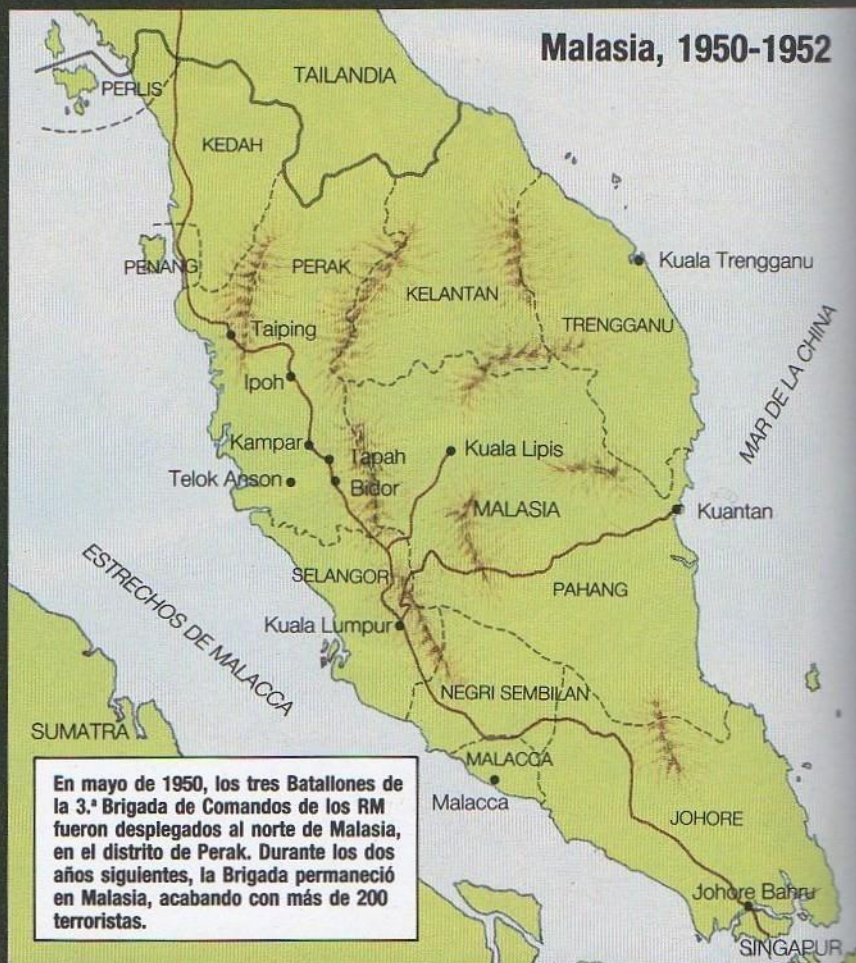 Malasia, 1950-1952
TAILANDIA
PERLIS
KEDAH
PENANG
PERAK
KELANTAN
Kuala Trengganu
TRENGGANU
Taiping
Ipoh
MAR DE LA CHINA
Kampar
Tapah
Kuala Lipis
Telok Anson
Bidor
MALASIA
Kuantan
ESTRECHOS DE MALACCA
SELANGOR
PAHANG
Kuala Lumpur
NEGRI SEMBILAN
SUMATRA
MALACCA
Malacca
JOHORE
Johore Bahru
SINGAPUR
En mayo de 1950, los tres Batallones de
la 3.ª Brigada de Comandos de los RM
fueron desplegados al norte de Malasia,
en el distrito de Perak. Durante los dos
años siguientes, la Brigada permaneció
en Malasia, acabando con más de 200
terroristas.